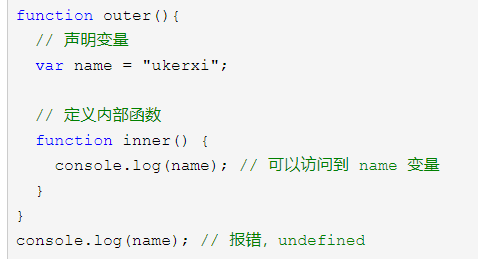 function outer(){
  // 声明变量
  var name = "ukerxi";
  // 定义内部函数
  function inner() {
    console.log(name); // 可以访问到 name 变量
  }
}
console.log(name); // 报错, undefined